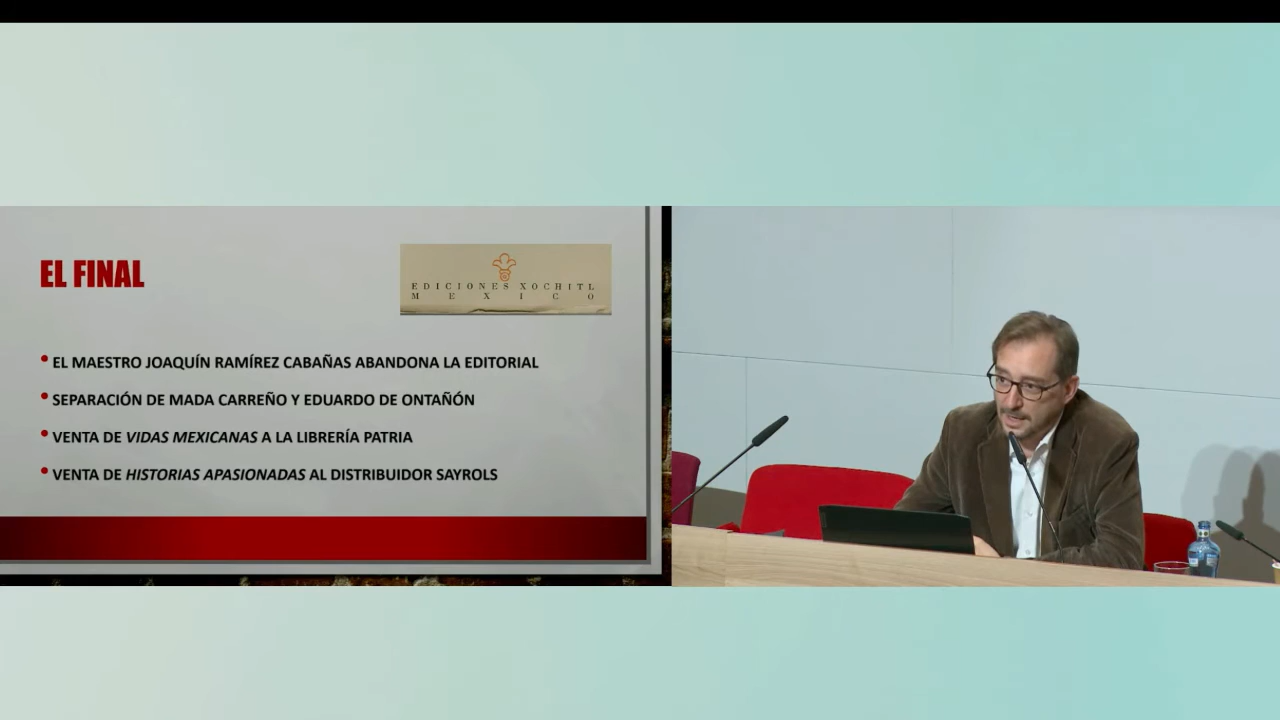 EL FINAL
EDICIONES XOCHITL
MEXICO
EL MAESTRO JOAQUÍN RAMÍREZ CABAÑAS ABANDONA LA EDITORIAL
SEPARACIÓN DE MADA CARREÑO Y EDUARDO DE ONTAÑÓN
VENTA DE VIDAS MEXICANAS A LA LIBRERÍA PATRIA
VENTA DE HISTORIAS APASIONADAS AL DISTRIBUIDOR SAYROLS